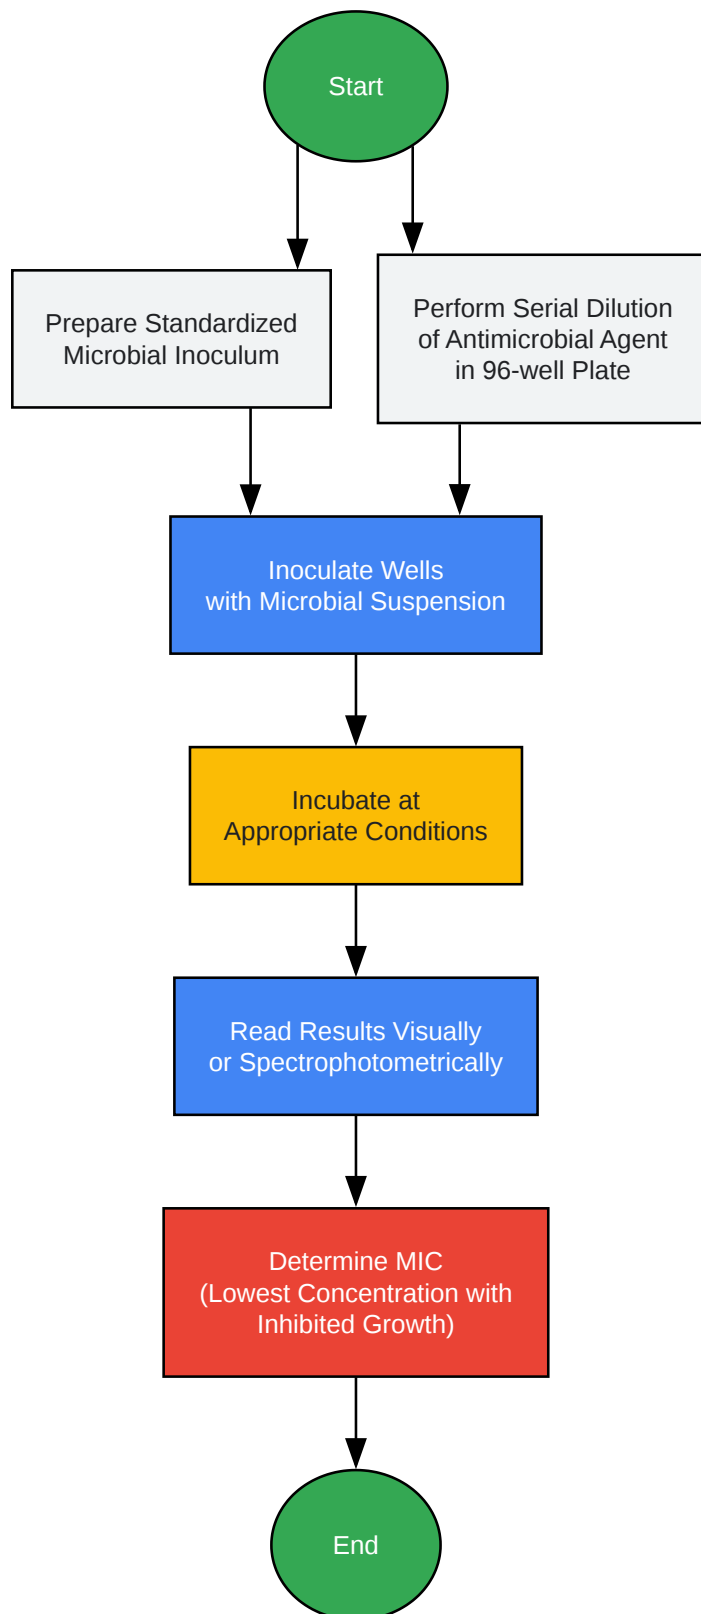 Start
Prepare Standardized
Microbial Inoculum
Perform Serial Dilution
of Antimicrobial Agent
in 96-well Plate
Inoculate Wells
with Microbial Suspension
Incubate at
Appropriate Conditions
Read Results Visually
or Spectrophotometrically
Determine MIC
(Lowest Concentration with
Inhibited Growth)
End